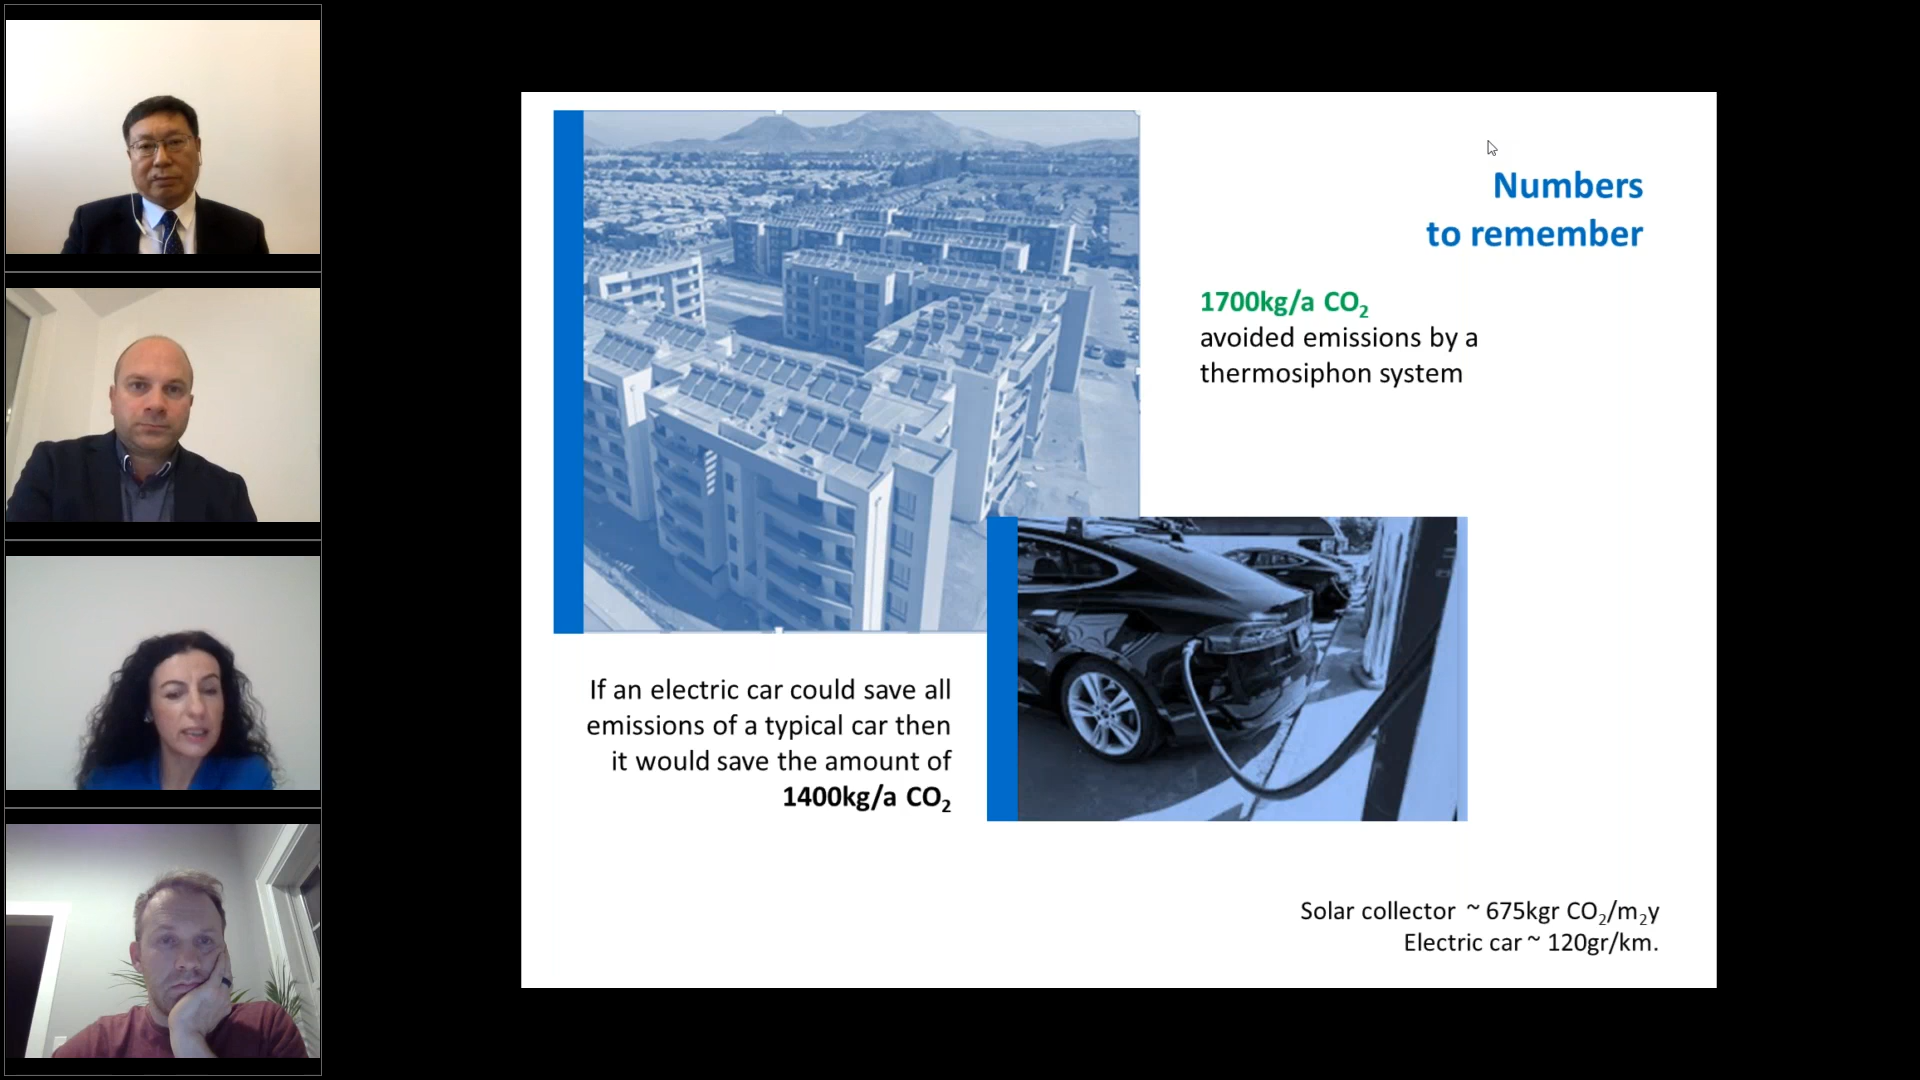 Numbers
to remember
1700kg/a CO₂
avoided emissions by a
thermosiphon system
If an electric car could save all
emissions of a typical car then
it would save the amount of
1400kg/a CO₂
Solar collector ~ 675kgr CO₂/m₂y
Electric car ~ 120gr/km.